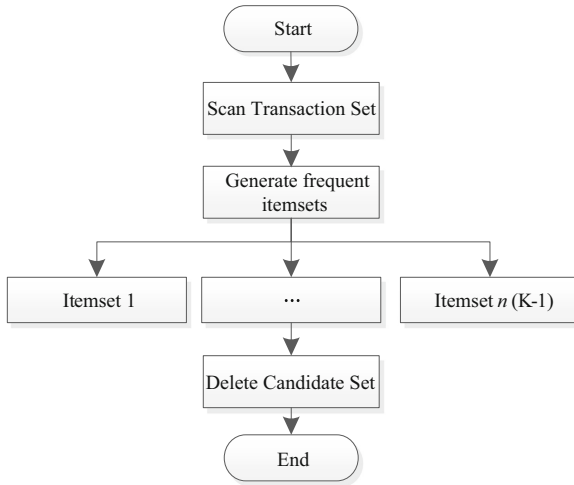 Start
Scan Transaction Set
Generate frequent
itemsets
Itemset 1
...
Itemset n (K-1)
Delete Candidate Set
End